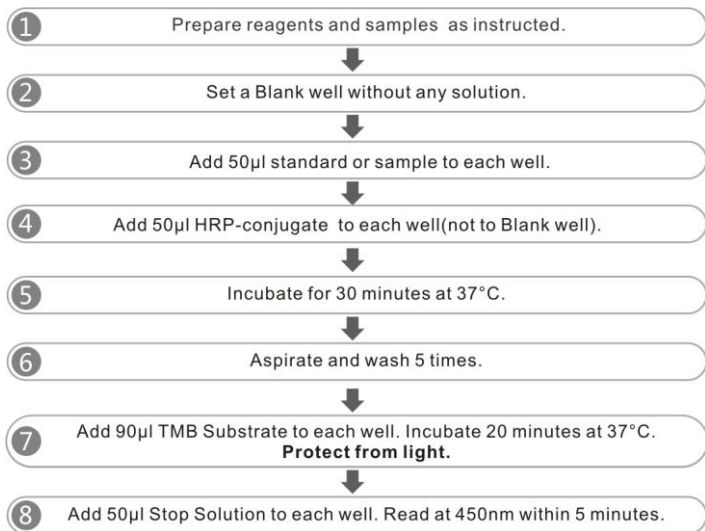 1 Prepare reagents and samples as instructed.
2 Set a Blank well without any solution.
3 Add 50μl standard or sample to each well.
4 Add 50μl HRP-conjugate to each well(not to Blank well).
5 Incubate for 30 minutes at 37°C.
6 Aspirate and wash 5 times.
7 Add 90μl TMB Substrate to each well. Incubate 20 minutes at 37°C.
Protect from light.
8 Add 50μl Stop Solution to each well. Read at 450nm within 5 minutes.